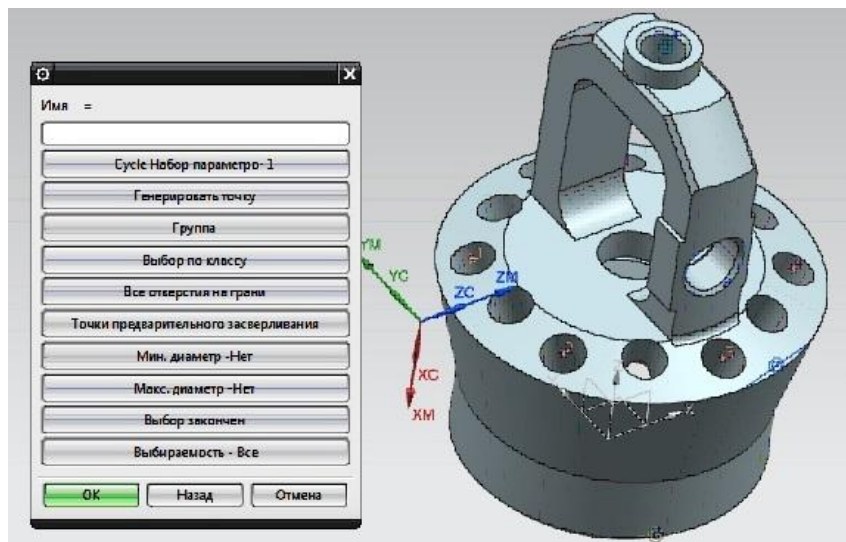 Имя =
Cycle Набор параметро- 1
Генерировать точку
Группа
Выбор по классу
Все отверстия на грани
Точки предварительного засверливания
Мин. диаметр -Нет
Макс. диаметр -Нет
Выбор закончен
Выбираемость - Все
OK Назад Отмена
YM
YC
ZC ZM
XC
XM